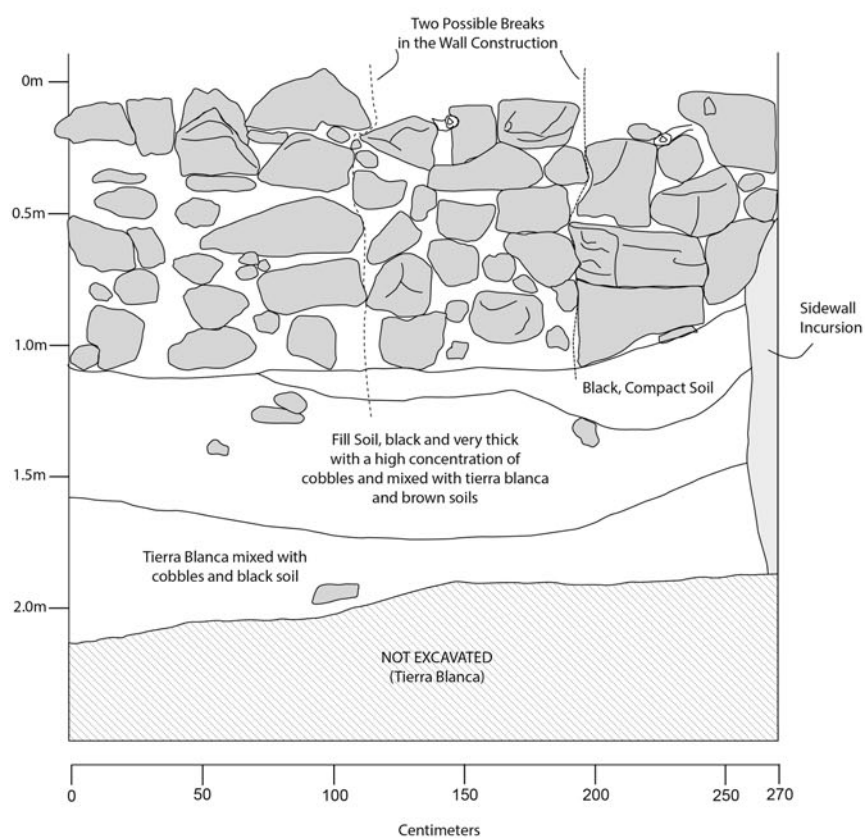 Two Possible Breaks
in the Wall Construction
0m
0.5m
1.0m
1.5m
2.0m
Sidewall
Incursion
Black, Compact Soil
Fill Soil, black and very thick
with a high concentration of
cobbles and mixed with tierra blanca
and brown soils
Tierra Blanca mixed with
cobbles and black soil
NOT EXCAVATED
(Tierra Blanca)
0 50 100 150 200 250 270
Centimeters